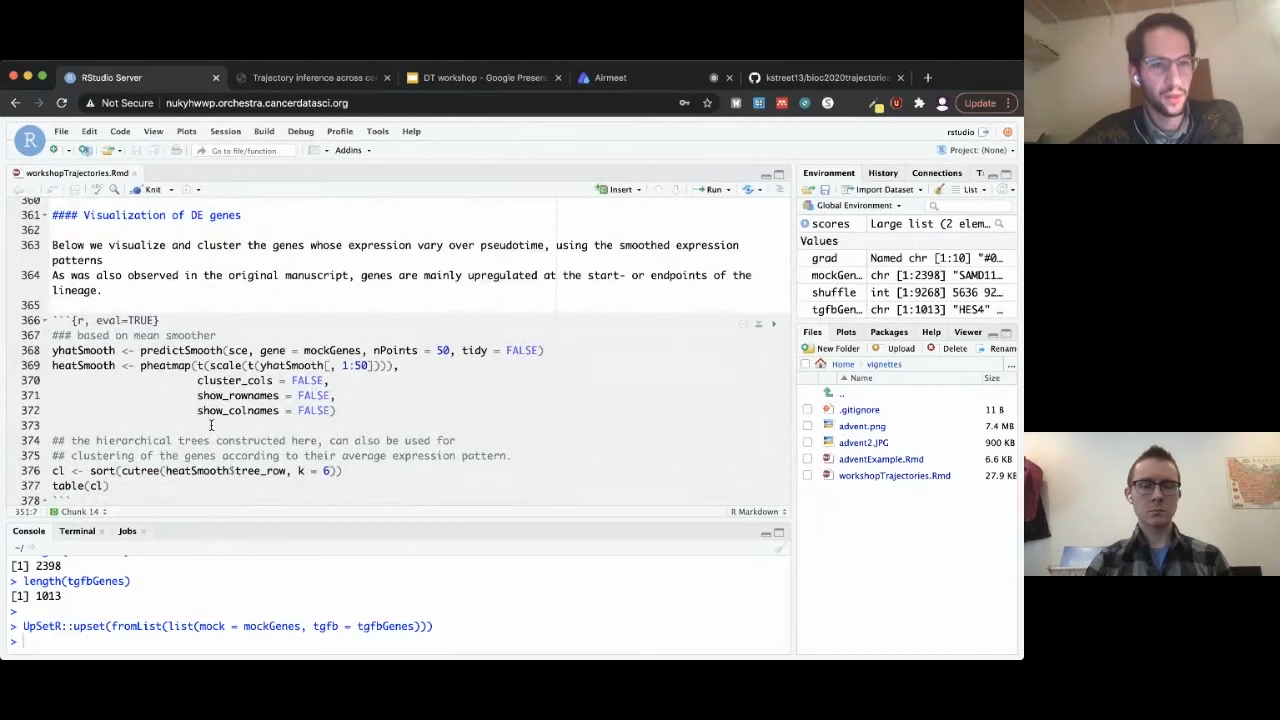 RStudio Server
Trajectory inference across co
DT workshop - Google Presen
Airmeet
kstreet13/bioc2020trajectories
Not Secure
nukyhwwp.orchestra.cancerdatasci.org
Update
File Edit Code View Plots Session Build Debug Profile Tools Help
rstudio
Go to file/function
Addins
Project: (None)
workshopTrajectories.Rmd
Knit
Insert
Run
360
361 #### Visualization of DE genes
362
363 Below we visualize and cluster the genes whose expression vary over pseudotime, using the smoothed expression
patterns
364 As was also observed in the original manuscript, genes are mainly upregulated at the start- or endpoints of the
lineage.
365
366 ```{r, eval=TRUE}
367 ### based on mean smoother
368 yhatSmooth <- predictSmooth(sce, gene = mockGenes, nPoints = 50, tidy = FALSE)
369 heatSmooth <- pheatmap(t(scale(t(yhatSmooth[, 1:50]))),
370 cluster_cols = FALSE,
371 show_rownames = FALSE,
372 show_colnames = FALSE)
373
374 ## the hierarchical trees constructed here, can also be used for
375 ## clustering of the genes according to their average expression pattern.
376 cl <- sort(cutree(heatSmooth$tree_row, k = 6))
377 table(cl)
378 ```
351:7 Chunk 14
R Markdown
Console Terminal Jobs
~/
[1] 2398
> length(tgfbGenes)
[1] 1013
>
> UpSetR::upset(fromList(list(mock = mockGenes, tgfb = tgfbGenes)))
>
Environment History Connections
Import Dataset
List
Global Environment
scores Large list (2 elem…
Values
grad Named chr [1:10] "#0…
mockGen… chr [1:2398] "SAMD11…
shuffle int [1:9268] 5636 92…
tgfbGen… chr [1:1013] "HES4" …
Files Plots Packages Help Viewer
New Folder Upload Delete Renam
Home vignettes
...
Name Size
..
.gitignore 11 B
advent.png 7.4 MB
advent2.JPG 900 KB
adventExample.Rmd 6.6 KB
workshopTrajectories.Rmd 27.9 KB